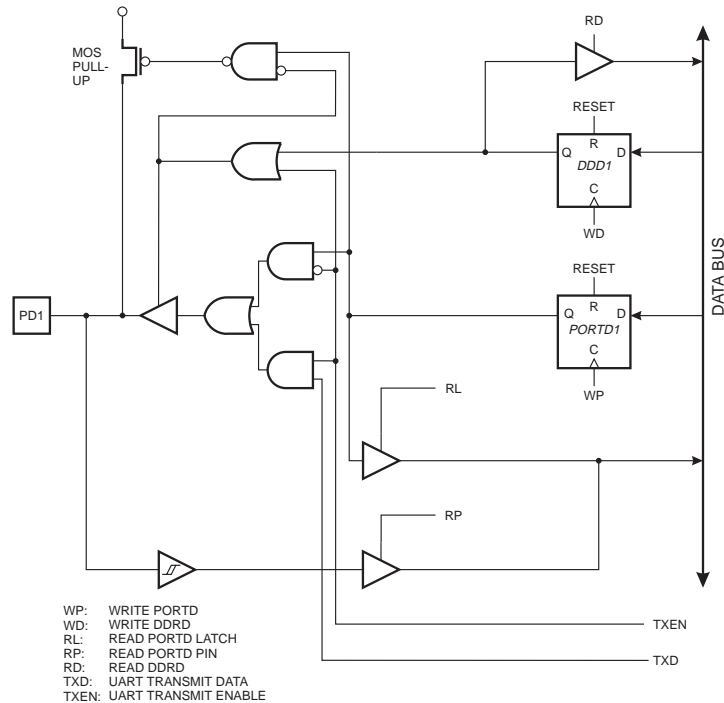 RD
MOS
PULL-
UP
RESET
R
Q
D
DDD1
C
WD
RESET
R
Q
D
PORTD1
C
WP
PD1
DATA BUS
RL
RP
WP: WRITE PORTD
WD: WRITE DDRD
RL: READ PORTD LATCH
RP: READ PORTD PIN
RD: READ DDRD
TXD: UART TRANSMIT DATA
TXEN: UART TRANSMIT ENABLE
TXEN
TXD